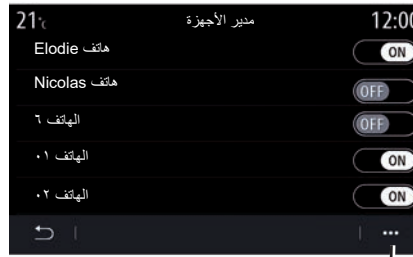 21°c مدير الأجهزة 12:00
هاتف Elodie ON
هاتف Nicolas OFF
الهاتف ٦ OFF
الهاتف ٠١ ON
الهاتف ٠٢ ON